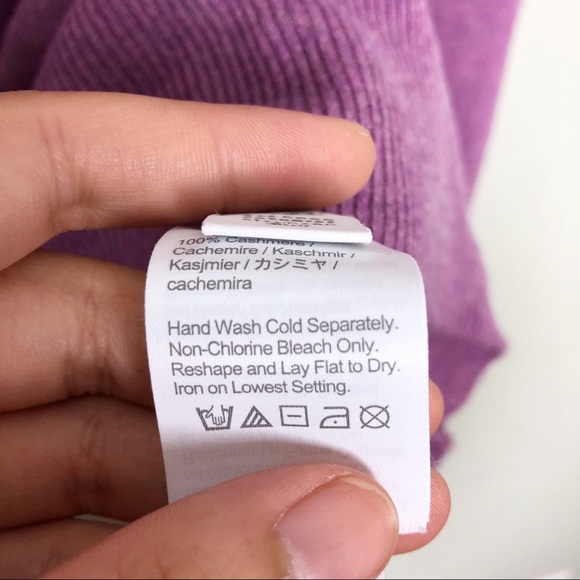 100% Cashmere /
Cachemire / Kaschmir /
Kasjmier / カシミヤ /
cachemira
Hand Wash Cold Separately.
Non-Chlorine Bleach Only.
Reshape and Lay Flat to Dry.
Iron on Lowest Setting.